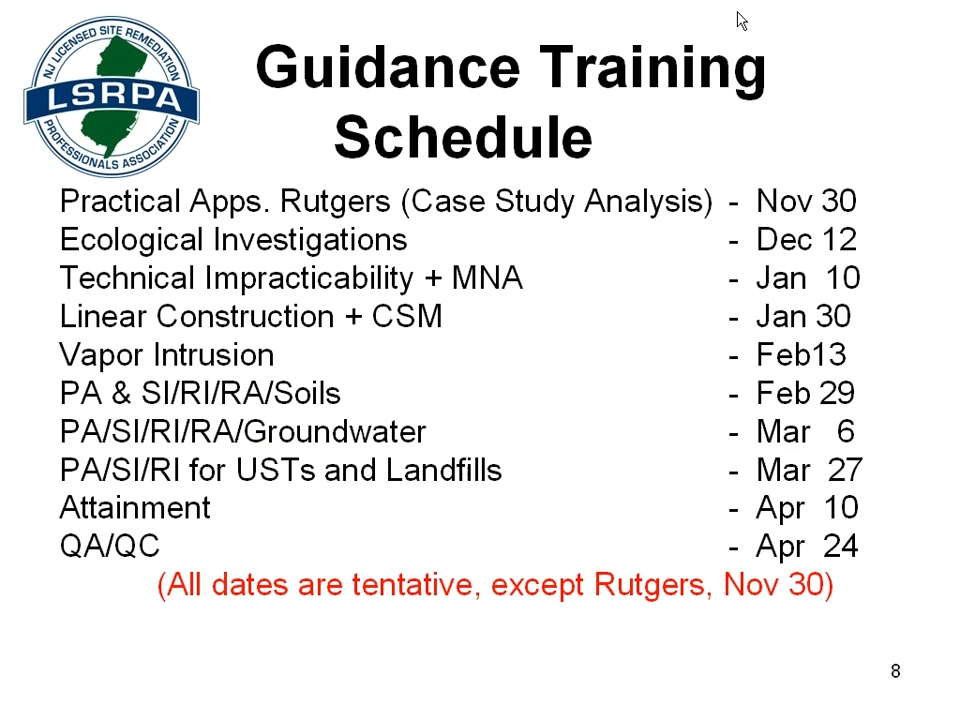 NJ LICENSED SITE REMEDIATION
LSRPA
PROFESSIONALS ASSOCIATION
Guidance Training
Schedule
Practical Apps. Rutgers (Case Study Analysis) - Nov 30
Ecological Investigations - Dec 12
Technical Impracticability + MNA - Jan 10
Linear Construction + CSM - Jan 30
Vapor Intrusion - Feb13
PA & SI/RI/RA/Soils - Feb 29
PA/SI/RI/RA/Groundwater - Mar 6
PA/SI/RI for USTs and Landfills - Mar 27
Attainment - Apr 10
QA/QC - Apr 24
(All dates are tentative, except Rutgers, Nov 30)
8